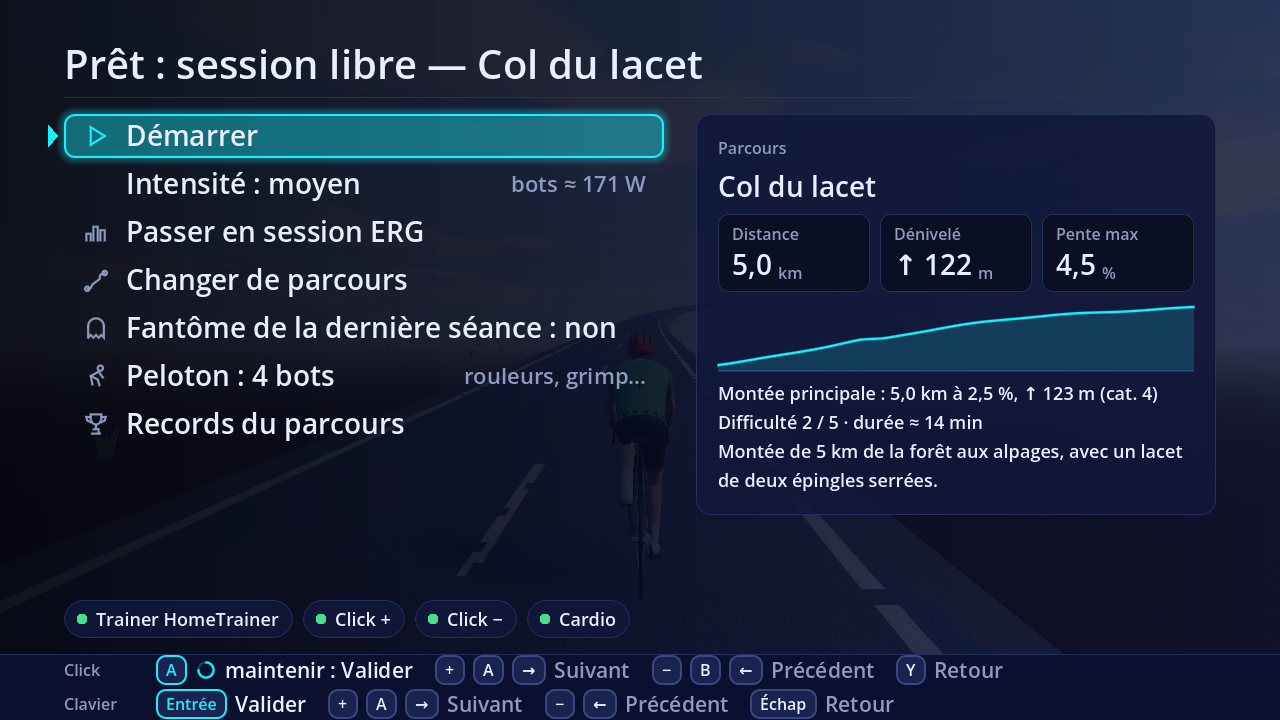 Prêt : session libre — Col du lacet
Démarrer
Intensité : moyen bots ≈ 171 W
Passer en session ERG
Changer de parcours
Fantôme de la dernière séance : non
Peloton : 4 bots rouleurs, grimp...
Records du parcours
Parcours
Col du lacet
Distance Dénivelé Pente max
5,0 km ↑ 122 m 4,5 %
Montée principale : 5,0 km à 2,5 %, ↑ 123 m (cat. 4)
Difficulté 2 / 5 · durée ≈ 14 min
Montée de 5 km de la forêt aux alpages, avec un lacet
de deux épingles serrées.
Trainer HomeTrainer Click + Click − Cardio
Click A maintenir : Valider + A → Suivant − B ← Précédent Y Retour
Clavier Entrée Valider + A → Suivant − ← Précédent Échap Retour